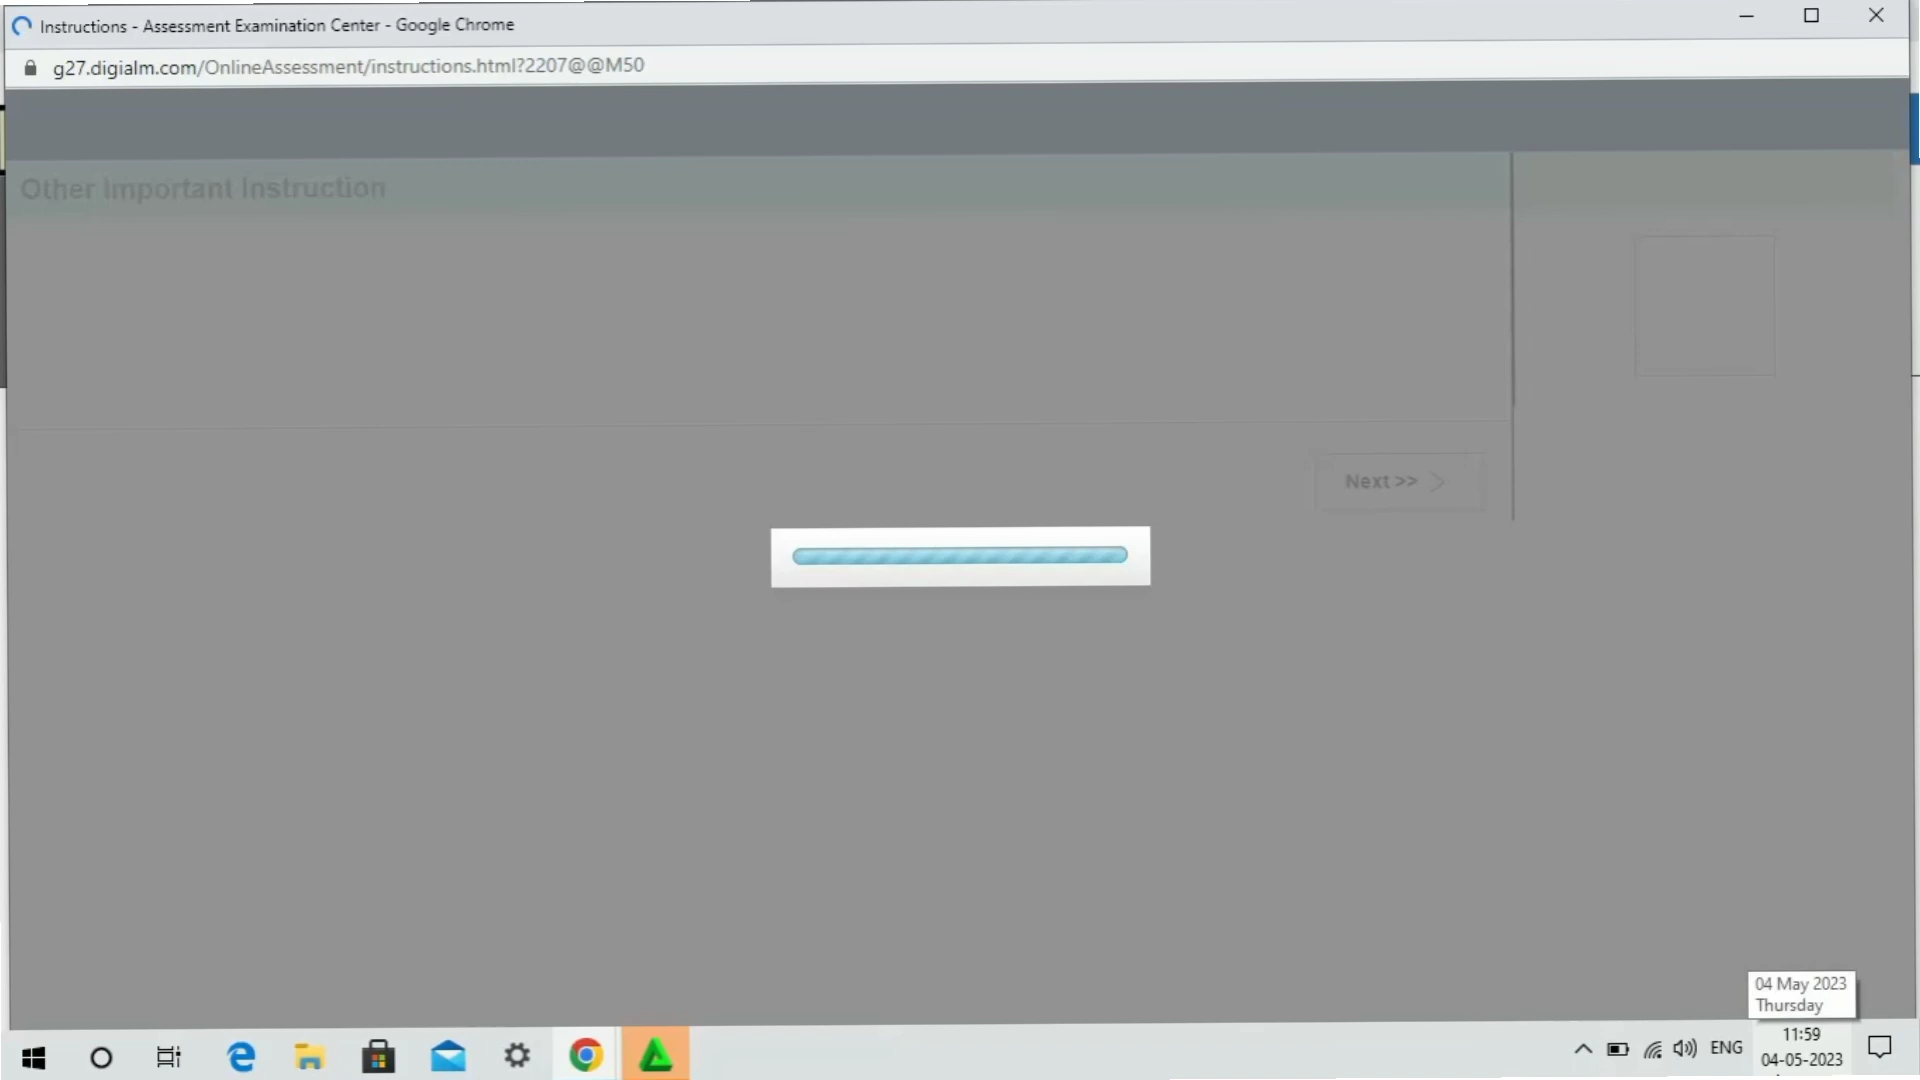 Instructions - Assessment Examination Center - Google Chrome
g27.digialm.com/OnlineAssessment/instructions.html?2207@@M50
Other Important Instruction
Next >>
04 May 2023
Thursday
ENG
11:59
04-05-2023